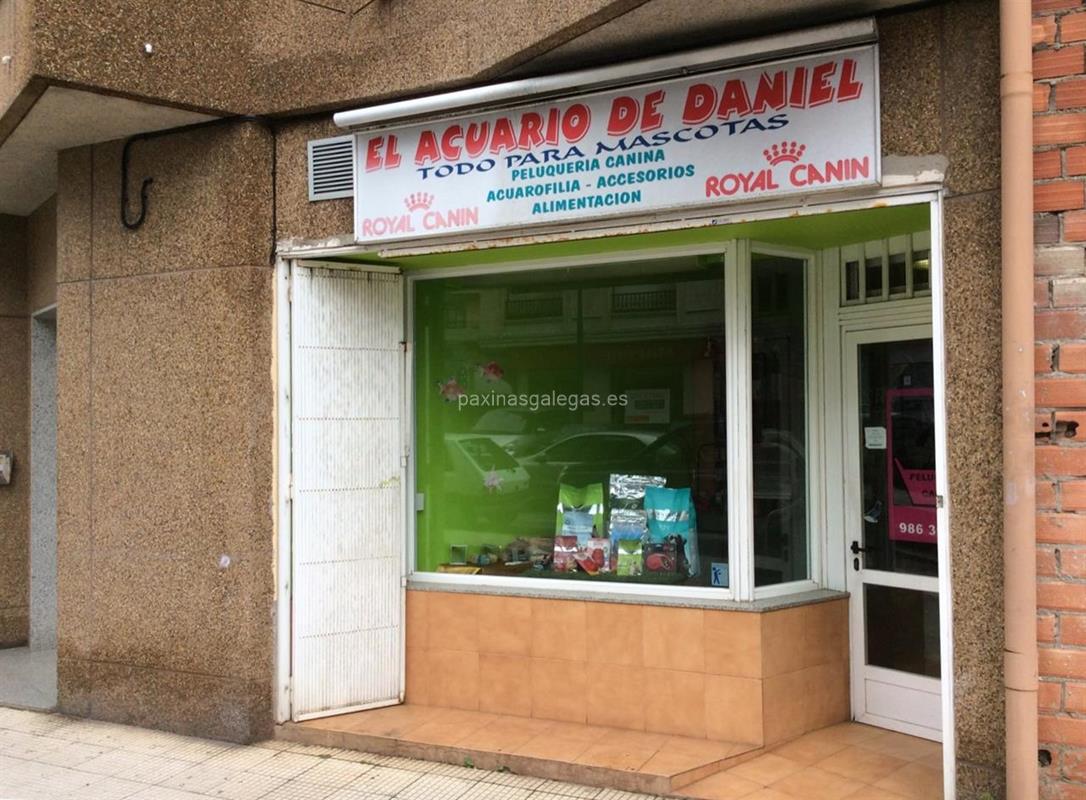 EL ACUARIO DE DANIEL
TODO PARA MASCOTAS
PELUQUERIA CANINA
ACUAROFILIA - ACCESORIOS
ALIMENTACION
ROYAL CANIN
ROYAL CANIN
paxinasgalegas.es
986 3